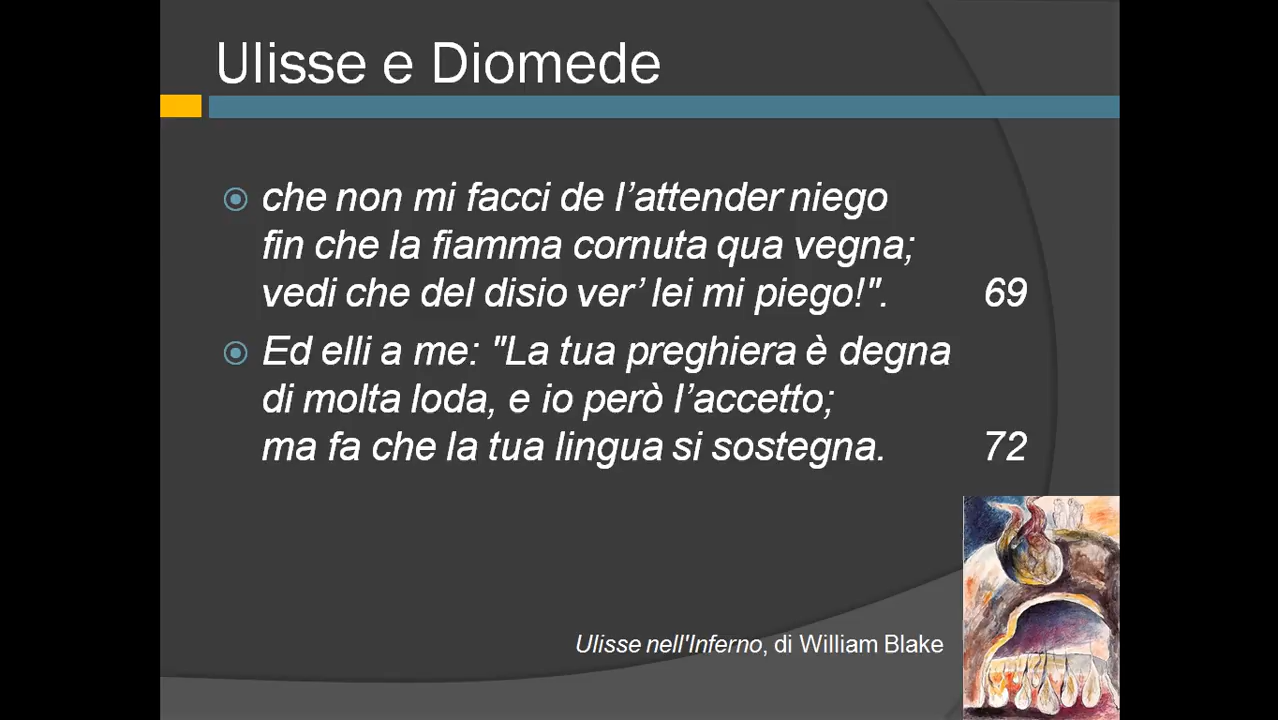 Ulisse e Diomede
che non mi facci de l’attender niego
fin che la fiamma cornuta qua vegna;
vedi che del disio ver’ lei mi piego!". 69
Ed elli a me: "La tua preghiera è degna
di molta loda, e io però l’accetto;
ma fa che la tua lingua si sostegna. 72
Ulisse nell'Inferno, di William Blake